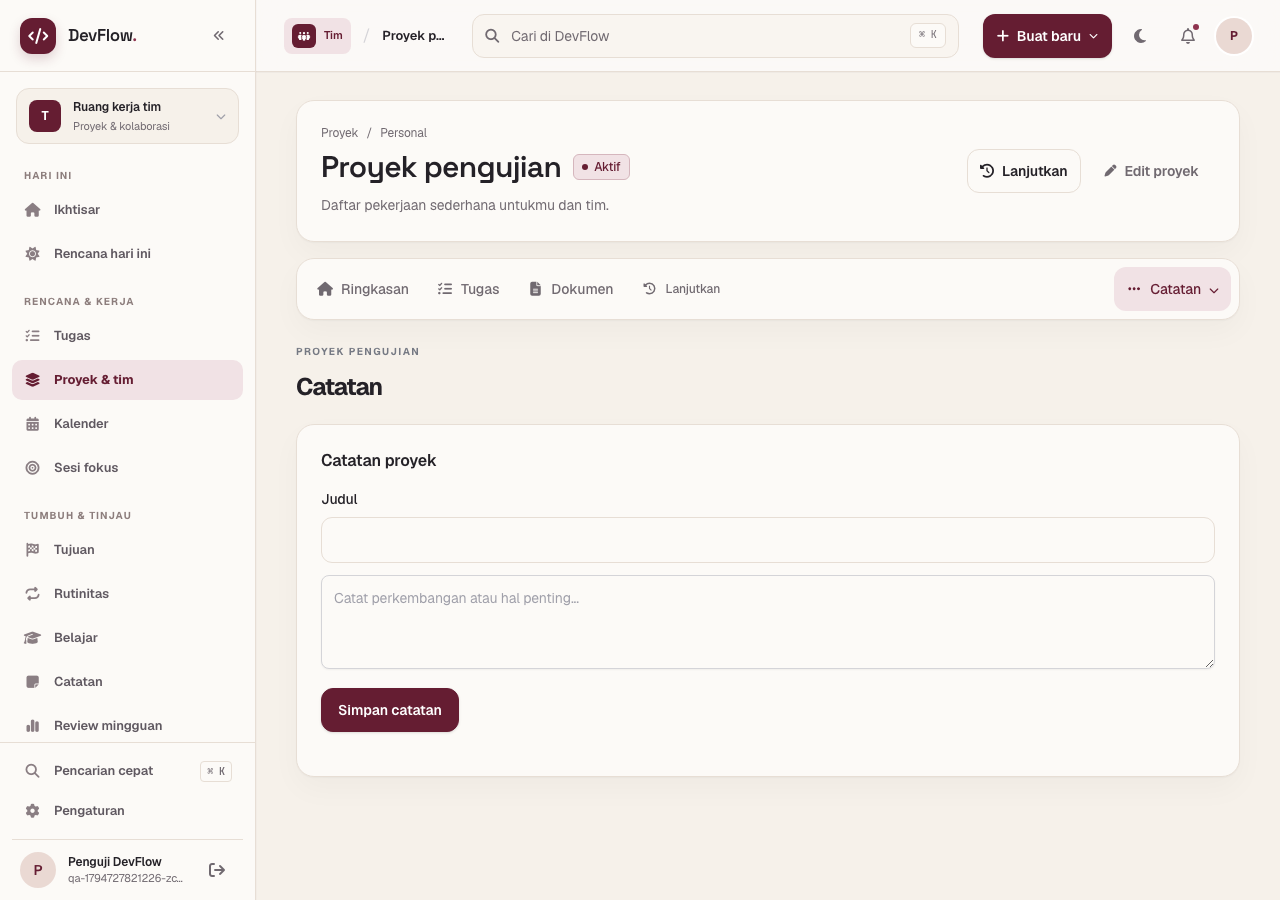 DevFlow.
Tim / Proyek p...
Cari di DevFlow ⌘ K
Buat baru
P
T
Ruang kerja tim
Proyek & kolaborasi
HARI INI
Ikhtisar
Rencana hari ini
RENCANA & KERJA
Tugas
Proyek & tim
Kalender
Sesi fokus
TUMBUH & TINJAU
Tujuan
Rutinitas
Belajar
Catatan
Review mingguan
Pencarian cepat ⌘ K
Pengaturan
P
Penguji DevFlow
qa-1794727821226-zc...
Proyek / Personal
Proyek pengujian
Aktif
Daftar pekerjaan sederhana untukmu dan tim.
Lanjutkan
Edit proyek
Ringkasan
Tugas
Dokumen
Lanjutkan
Catatan
PROYEK PENGUJIAN
Catatan
Catatan proyek
Judul
Catat perkembangan atau hal penting...
Simpan catatan